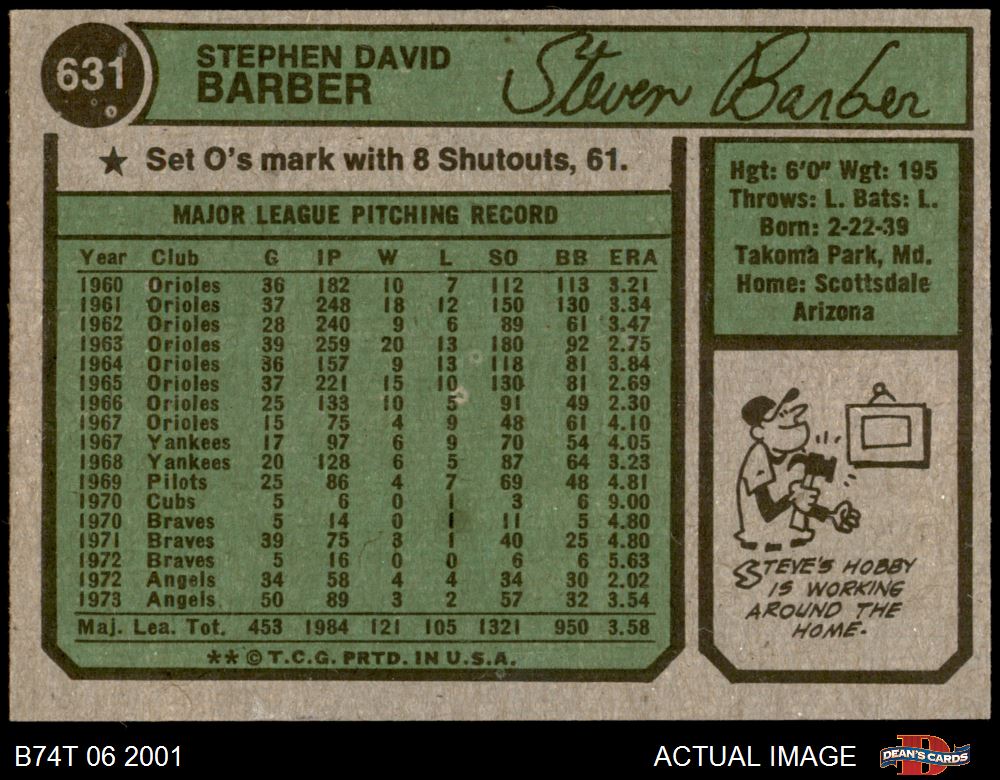 631
STEPHEN DAVID
BARBER
Steven Barber
★ Set O's mark with 8 Shutouts, 61.
MAJOR LEAGUE PITCHING RECORD
Year Club G IP W L SO BB ERA
1960 Orioles 36 182 10 7 112 113 3.21
1961 Orioles 37 248 18 12 150 130 3.34
1962 Orioles 28 240 9 6 89 61 3.47
1963 Orioles 39 259 20 13 180 92 2.75
1964 Orioles 36 157 9 13 118 81 3.84
1965 Orioles 37 221 15 10 130 81 2.69
1966 Orioles 25 133 10 5 91 49 2.30
1967 Orioles 15 75 4 9 48 61 4.10
1967 Yankees 17 97 6 9 70 54 4.05
1968 Yankees 20 128 6 5 87 64 3.23
1969 Pilots 25 86 4 7 69 48 4.81
1970 Cubs 5 6 0 1 3 6 9.00
1970 Braves 5 14 0 1 11 5 4.80
1971 Braves 39 75 3 1 40 25 4.80
1972 Braves 5 16 0 0 6 6 5.63
1972 Angels 34 58 4 4 34 30 2.02
1973 Angels 50 89 3 2 57 32 3.54
Maj. Lea. Tot. 453 1984 121 105 1321 950 3.58
** © T.C.G. PRTD. IN U.S.A.
Hgt: 6'0" Wgt: 195
Throws: L. Bats: L.
Born: 2-22-39
Takoma Park, Md.
Home: Scottsdale
Arizona
STEVE'S HOBBY
IS WORKING
AROUND THE
HOME.
B74T 06 2001
ACTUAL IMAGE
DEAN'S CARDS